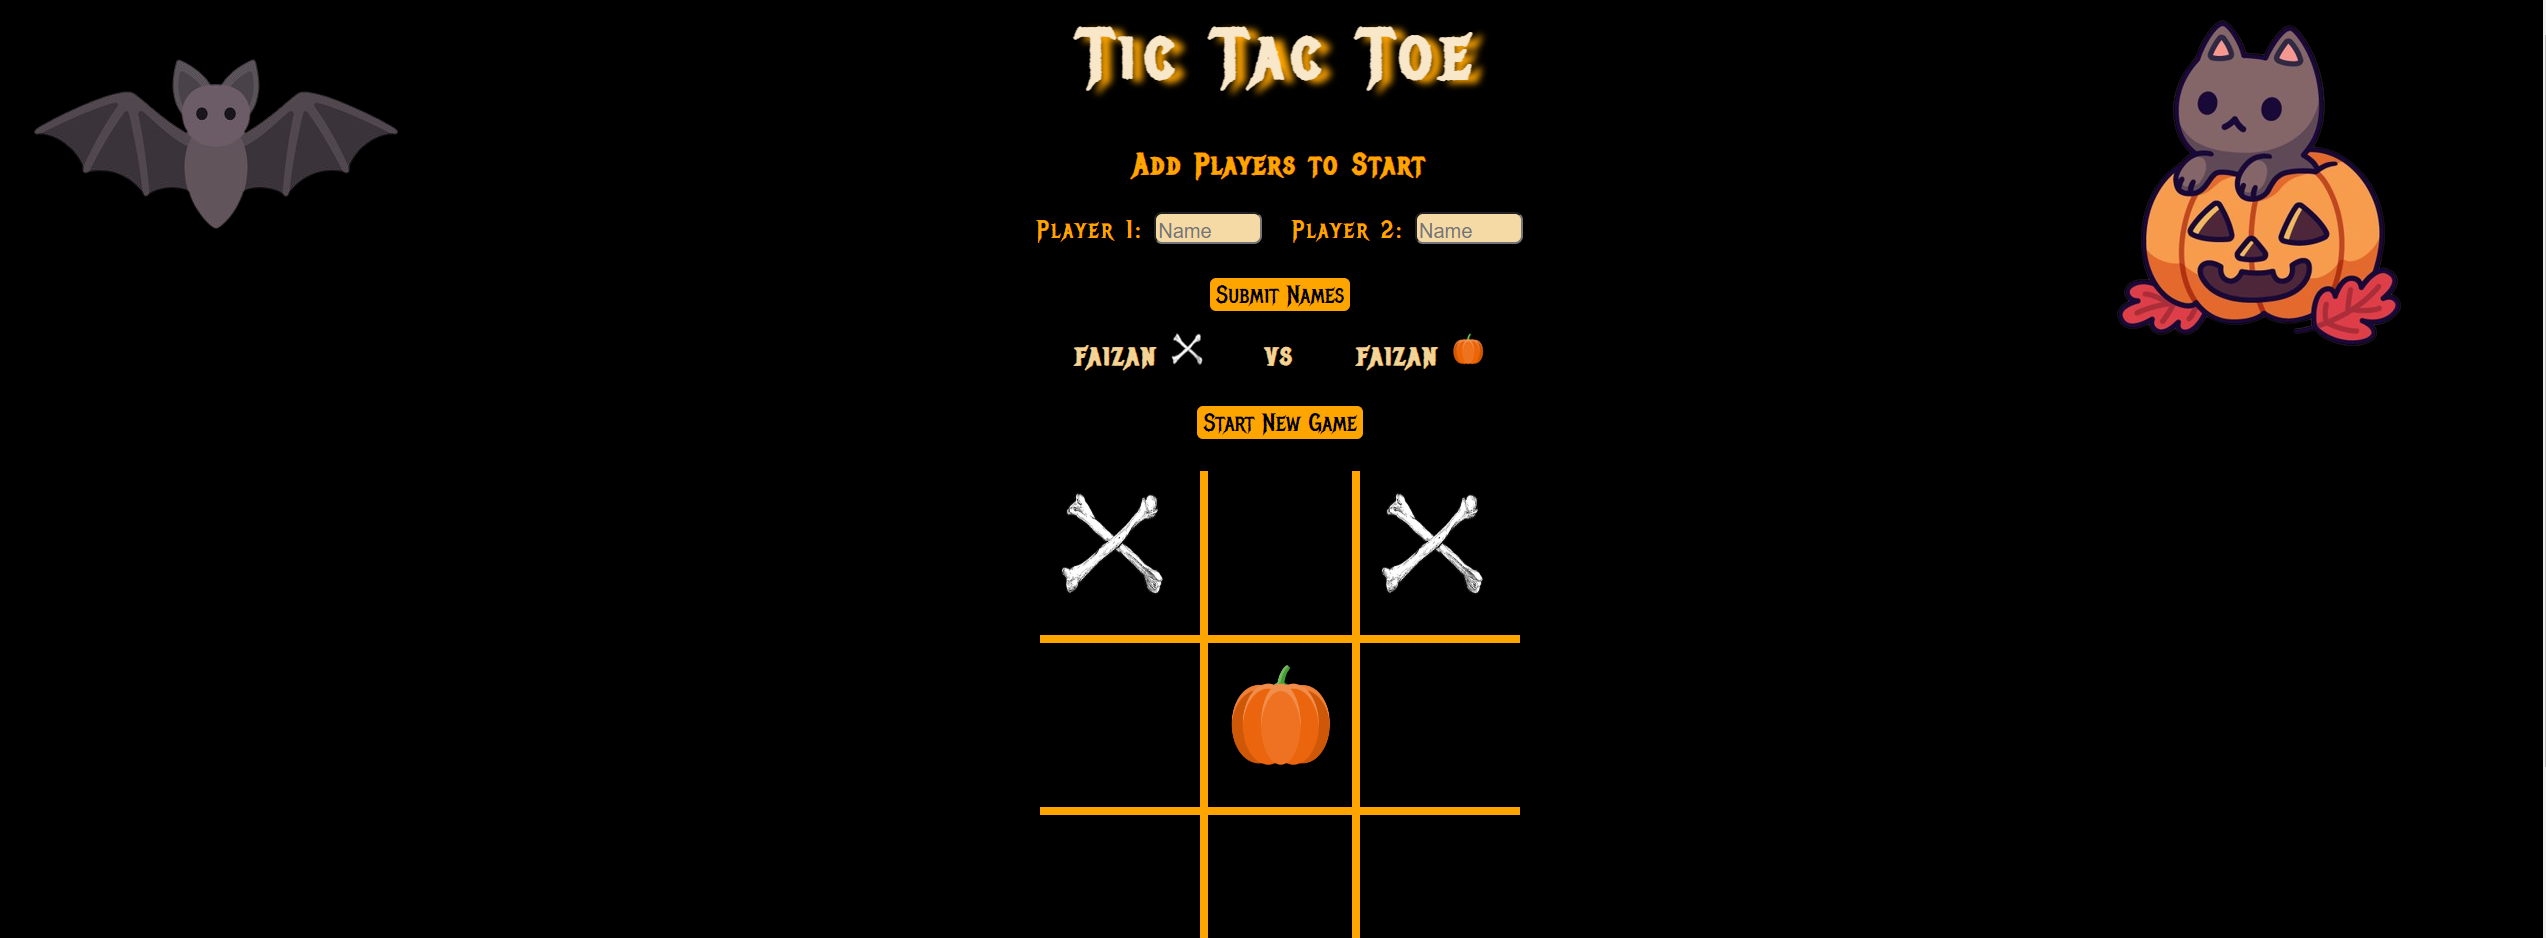 Tic Tac Toe
Add Players to Start
Player 1: Name Player 2: Name
Submit Names
FAIZAN VS FAIZAN
Start New Game